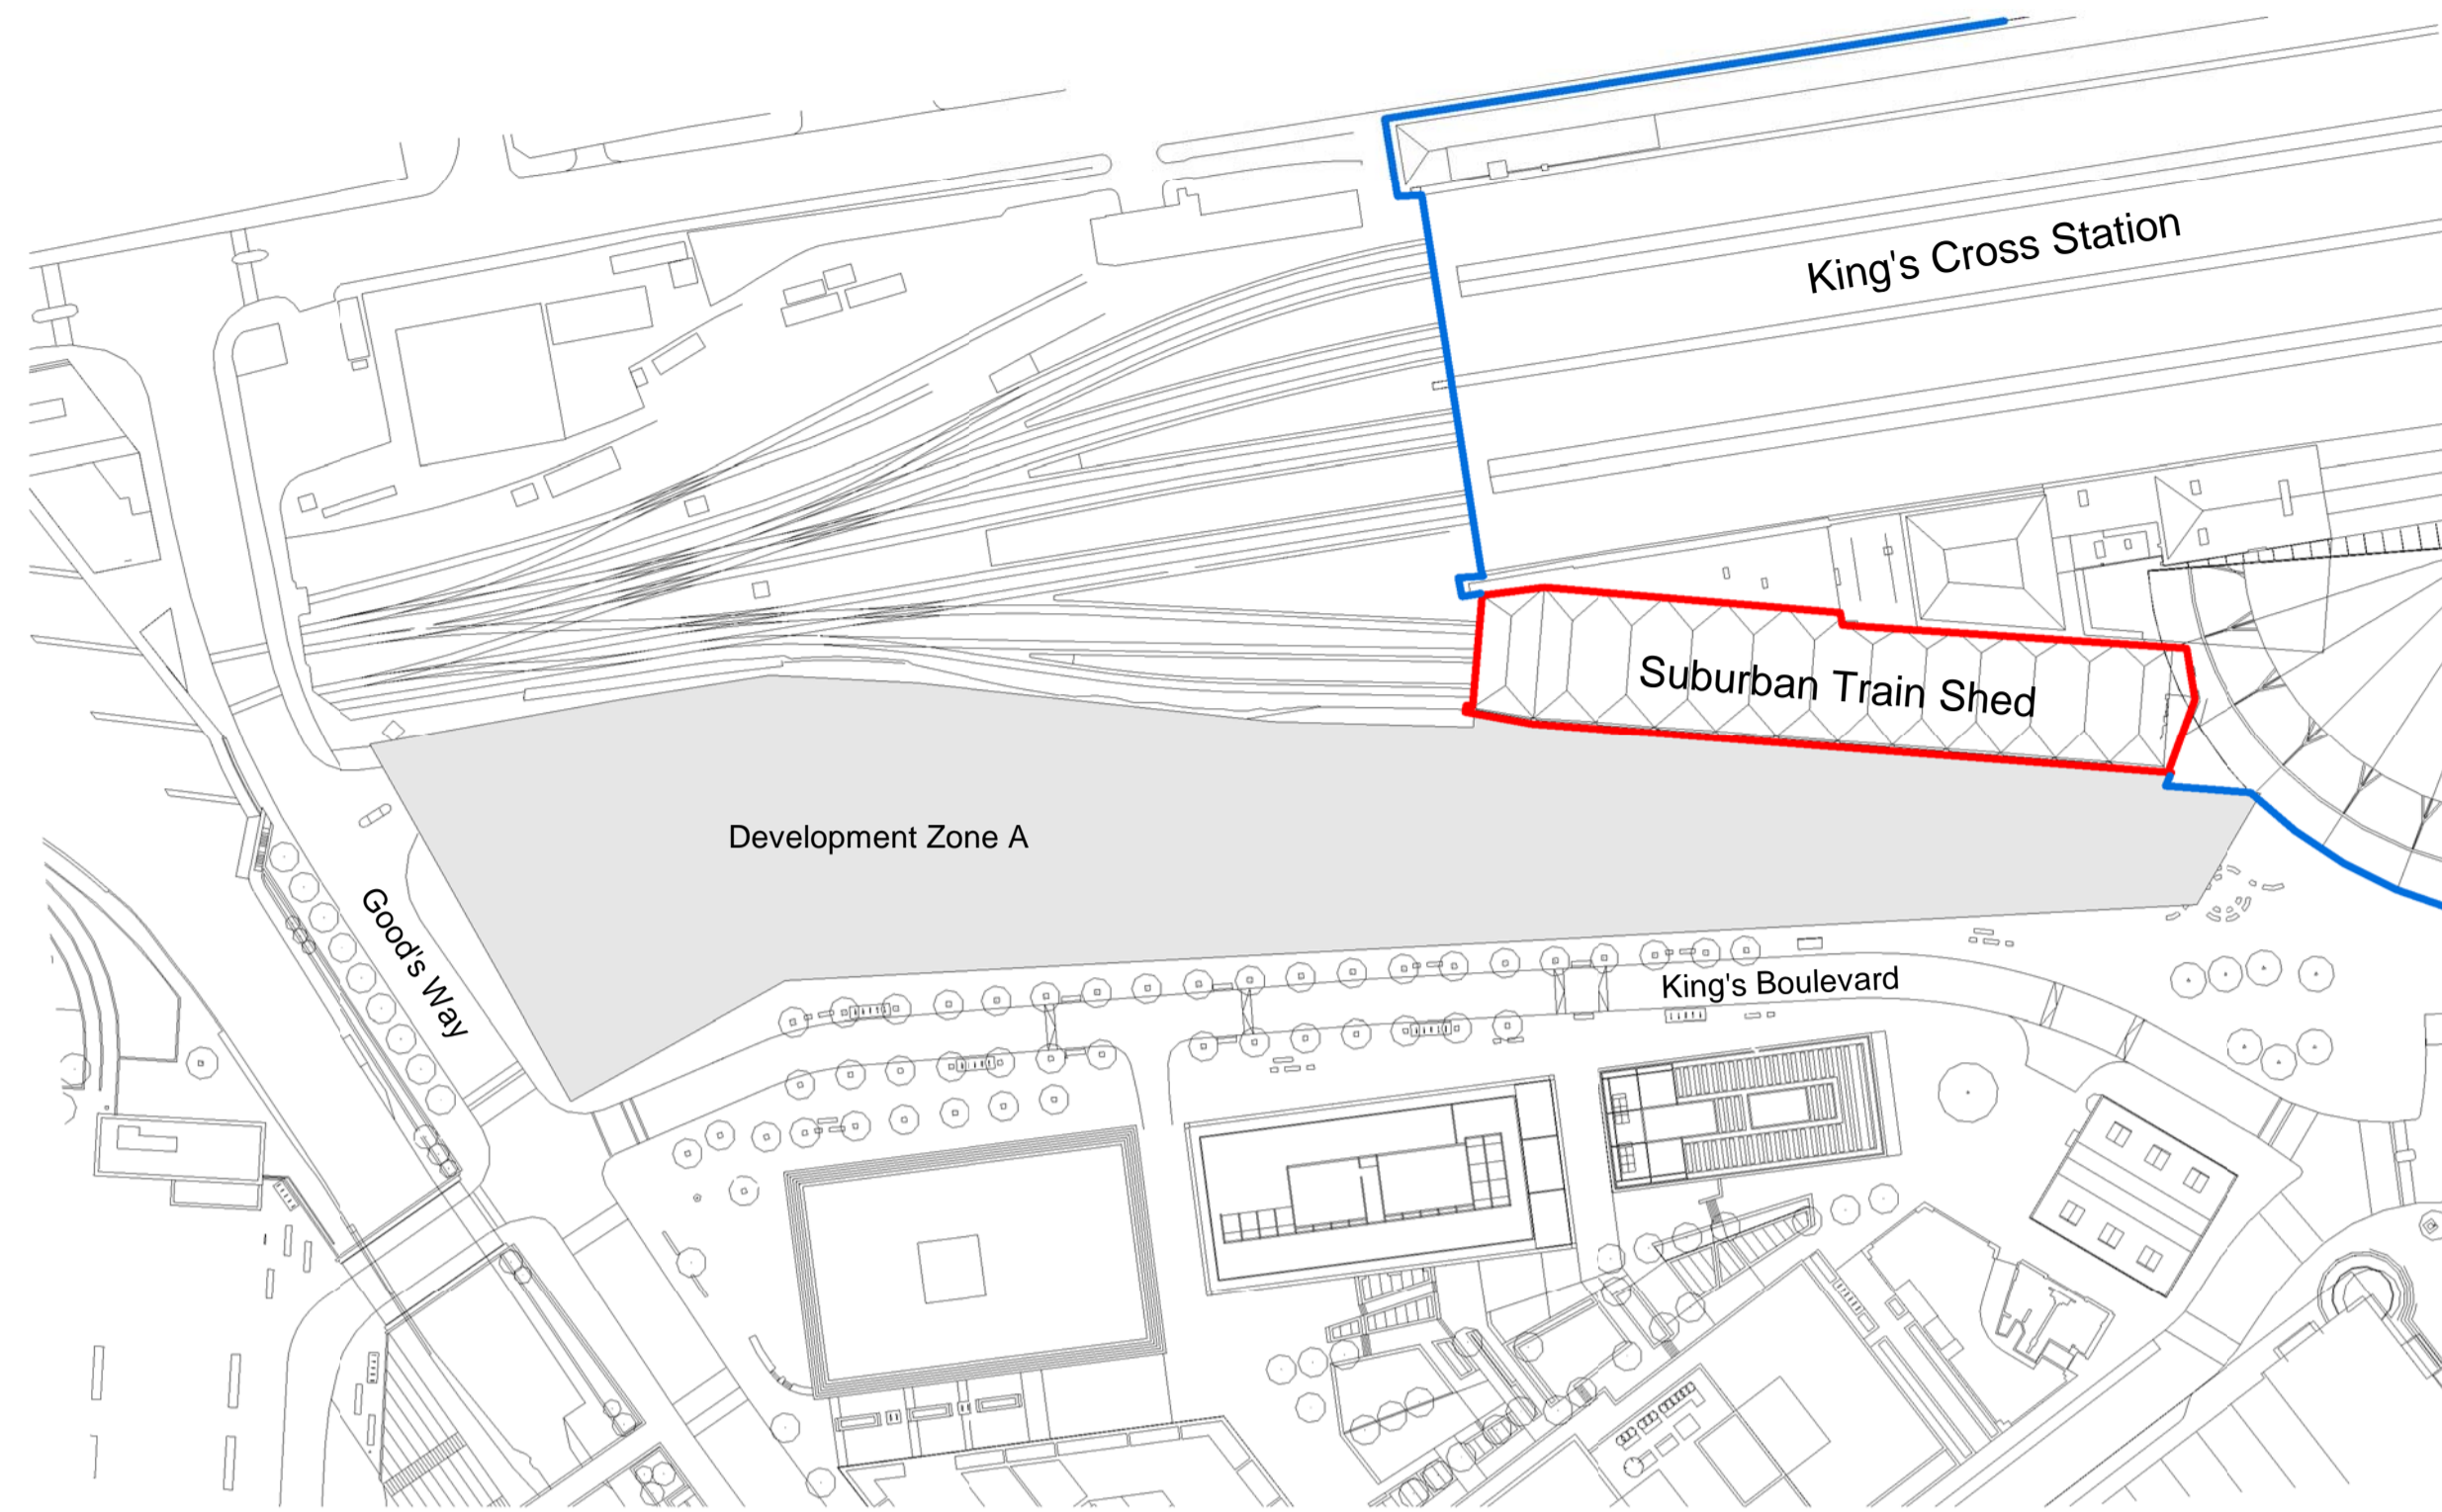 King's Cross Station
Suburban Train Shed
Development Zone A
Good's Way
King's Boulevard